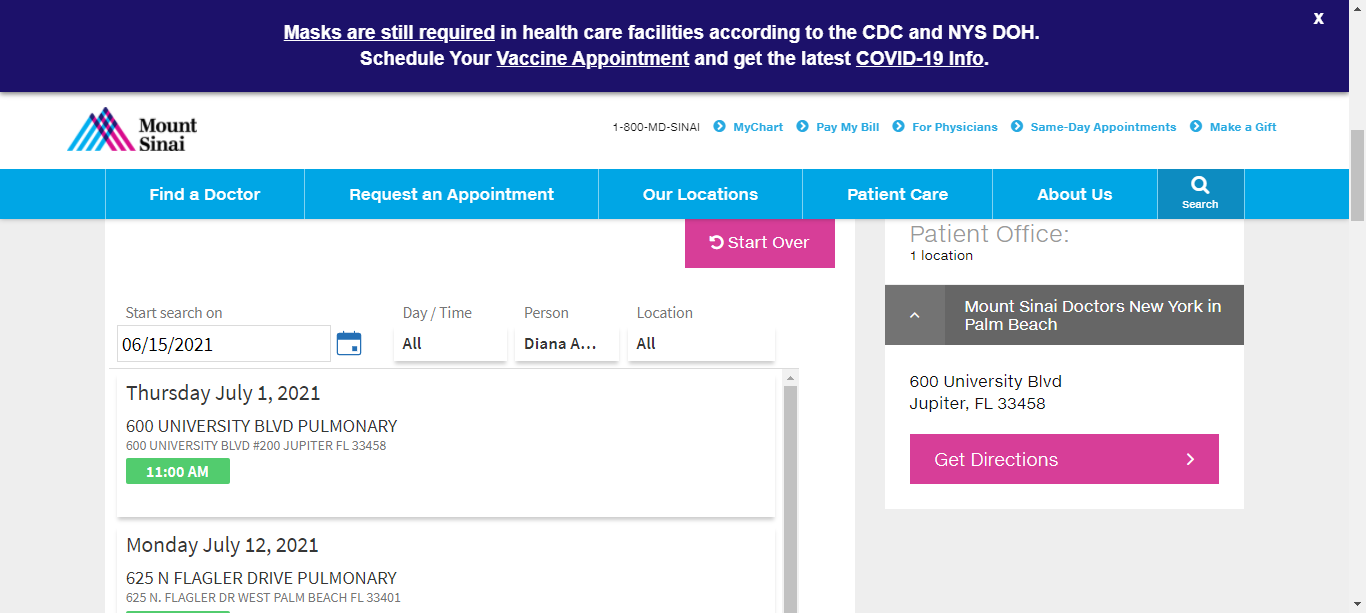 Masks are still required in health care facilities according to the CDC and NYS DOH.
X
Schedule Your Vaccine Appointment and get the latest COVID-19 Info.
Mount
Sinai
1-800-MD-SINAI MyChart Pay My Bill For Physicians Same-Day Appointments Make a Gift
Find a Doctor Request an Appointment Our Locations Patient Care About Us Search
Start Over
Start search on Day / Time Person Location
06/15/2021 All Diana A... All
Thursday July 1, 2021
600 UNIVERSITY BLVD PULMONARY
600 UNIVERSITY BLVD #200 JUPITER FL 33458
11:00 AM
Monday July 12, 2021
625 N FLAGLER DRIVE PULMONARY
625 N. FLAGLER DR WEST PALM BEACH FL 33401
Patient Office:
1 location
Mount Sinai Doctors New York in
Palm Beach
600 University Blvd
Jupiter, FL 33458
Get Directions